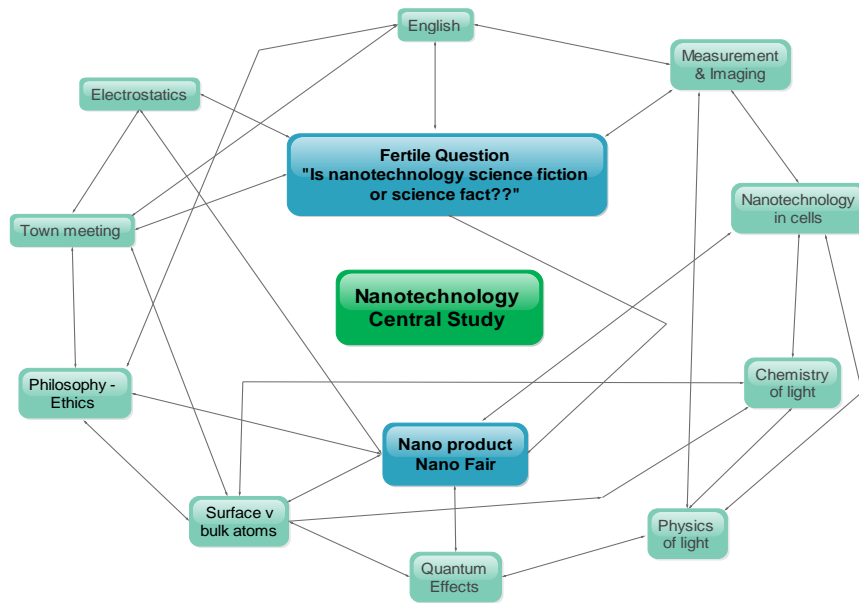 English
Measurement
& Imaging
Electrostatics
Fertile Question
"Is nanotechnology science fiction
or science fact??"
Nanotechnology
in cells
Town meeting
Nanotechnology
Central Study
Philosophy -
Ethics
Chemistry
of light
Nano product
Nano Fair
Surface v
bulk atoms
Physics
of light
Quantum
Effects